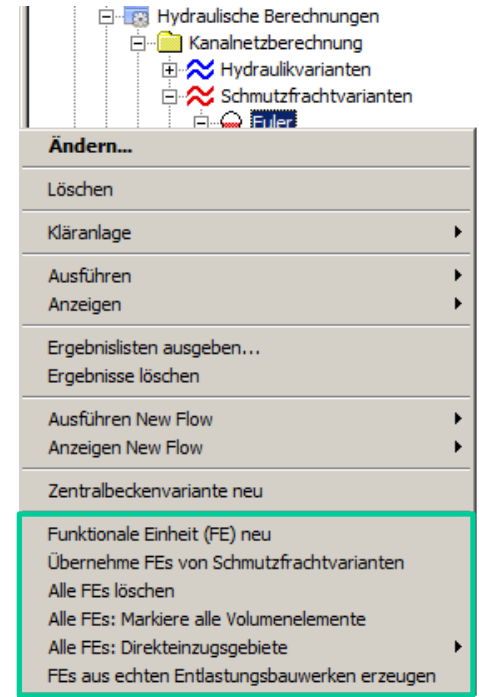 Hydraulische Berechnungen
Kanalnetzberechnung
Hydraulikvarianten
Schmutzfrachtvarianten
Euler
Ändern...
Löschen
Kläranlage
Ausführen
Anzeigen
Ergebnislisten ausgeben...
Ergebnisse löschen
Ausführen New Flow
Anzeigen New Flow
Zentralbeckenvariante neu
Funktionale Einheit (FE) neu
Übernehme FEs von Schmutzfrachtvarianten
Alle FEs löschen
Alle FEs: Markiere alle Volumenelemente
Alle FEs: Direkteinzugsgebiete
FEs aus echten Entlastungsbauwerken erzeugen